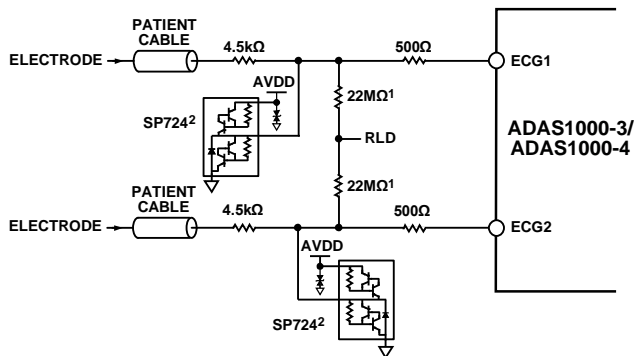 PATIENT
CABLE
ELECTRODE
4.5kΩ
500Ω
ECG1
AVDD
22MΩ1
SP7242
RLD
ADAS1000-3/
ADAS1000-4
22MΩ1
PATIENT
CABLE
ELECTRODE
4.5kΩ
500Ω
ECG2
AVDD
SP7242